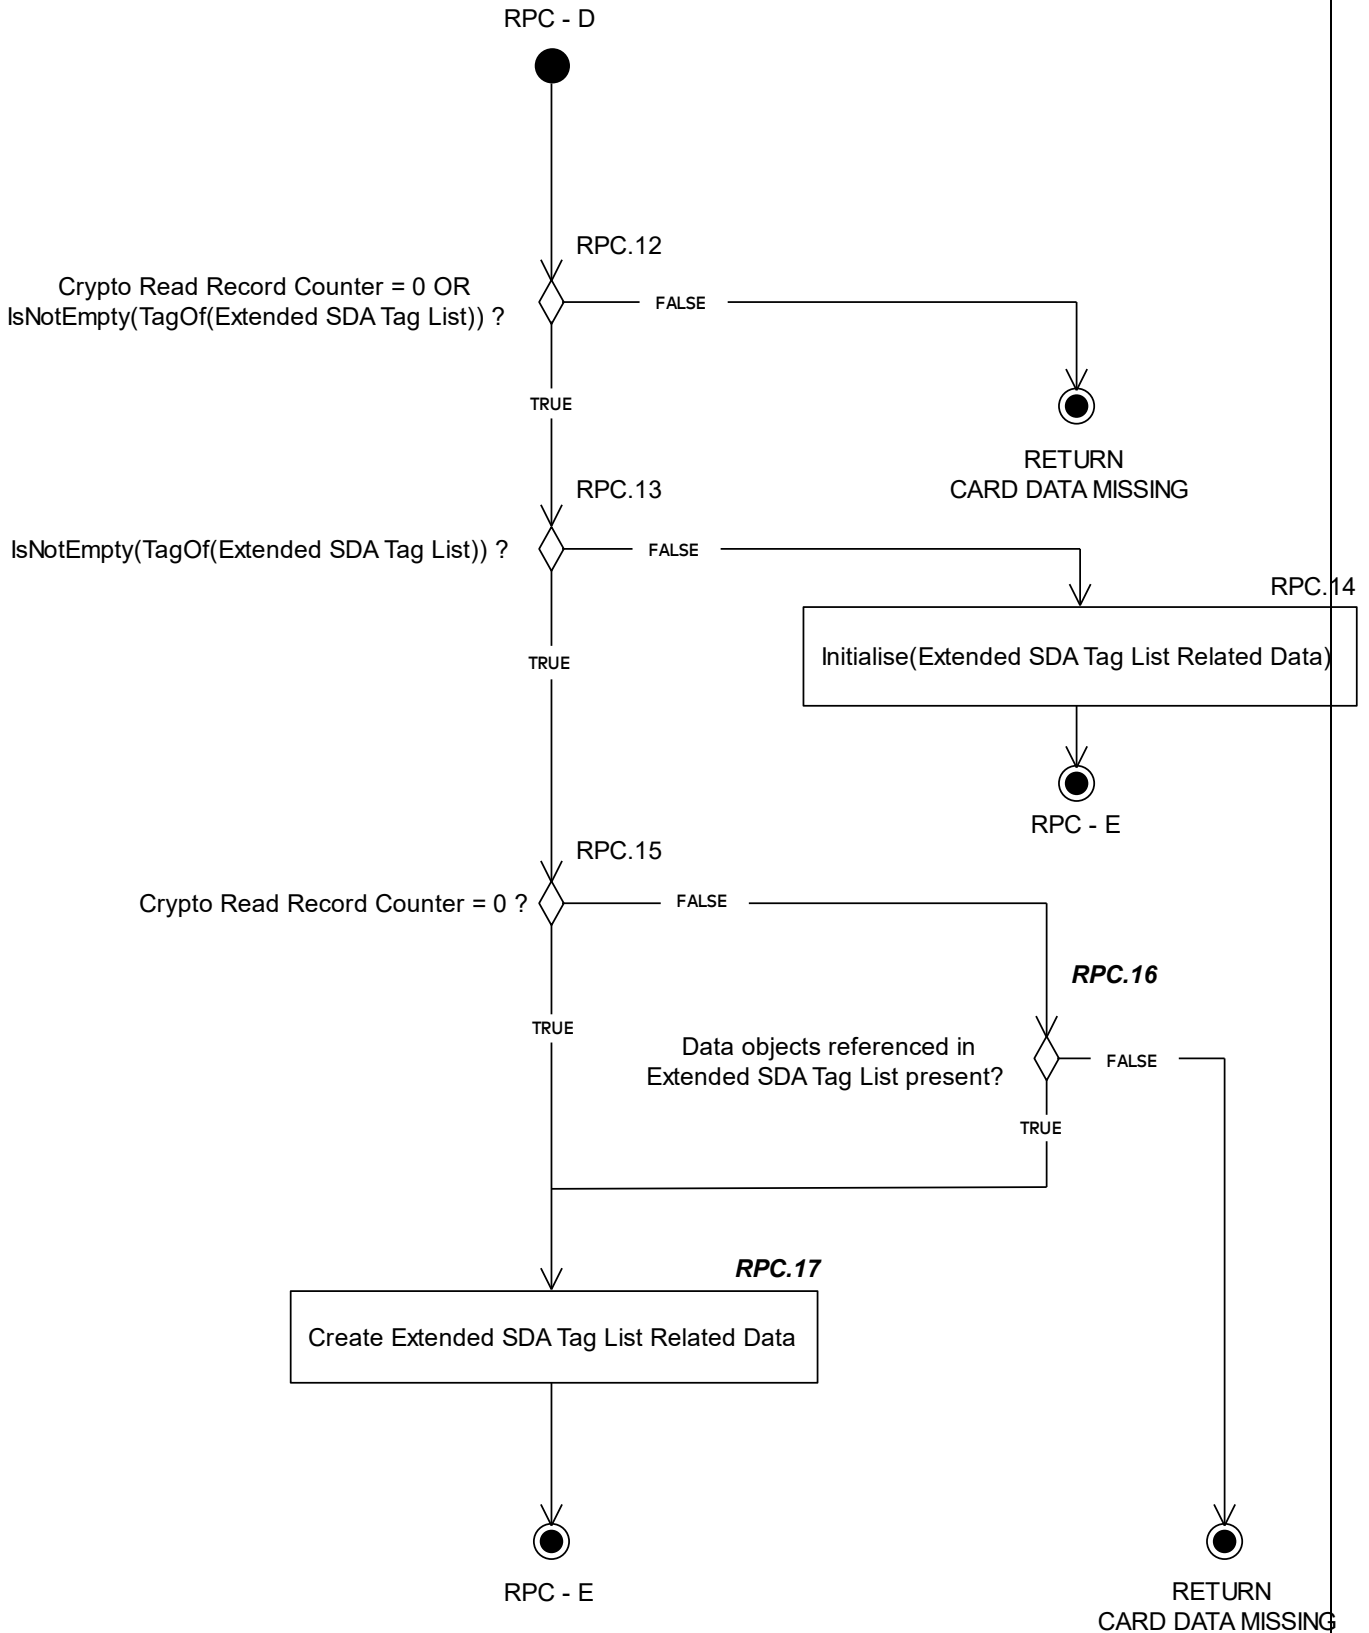 RPC - D
RPC.12
Crypto Read Record Counter = 0 OR
IsNotEmpty(TagOf(Extended SDA Tag List)) ?
FALSE
TRUE
RETURN
CARD DATA MISSING
RPC.13
IsNotEmpty(TagOf(Extended SDA Tag List)) ?
FALSE
RPC.14
Initialise(Extended SDA Tag List Related Data)
TRUE
RPC - E
RPC.15
Crypto Read Record Counter = 0 ?
FALSE
RPC.16
TRUE
Data objects referenced in
Extended SDA Tag List present?
FALSE
TRUE
RPC.17
Create Extended SDA Tag List Related Data
RPC - E
RETURN
CARD DATA MISSING